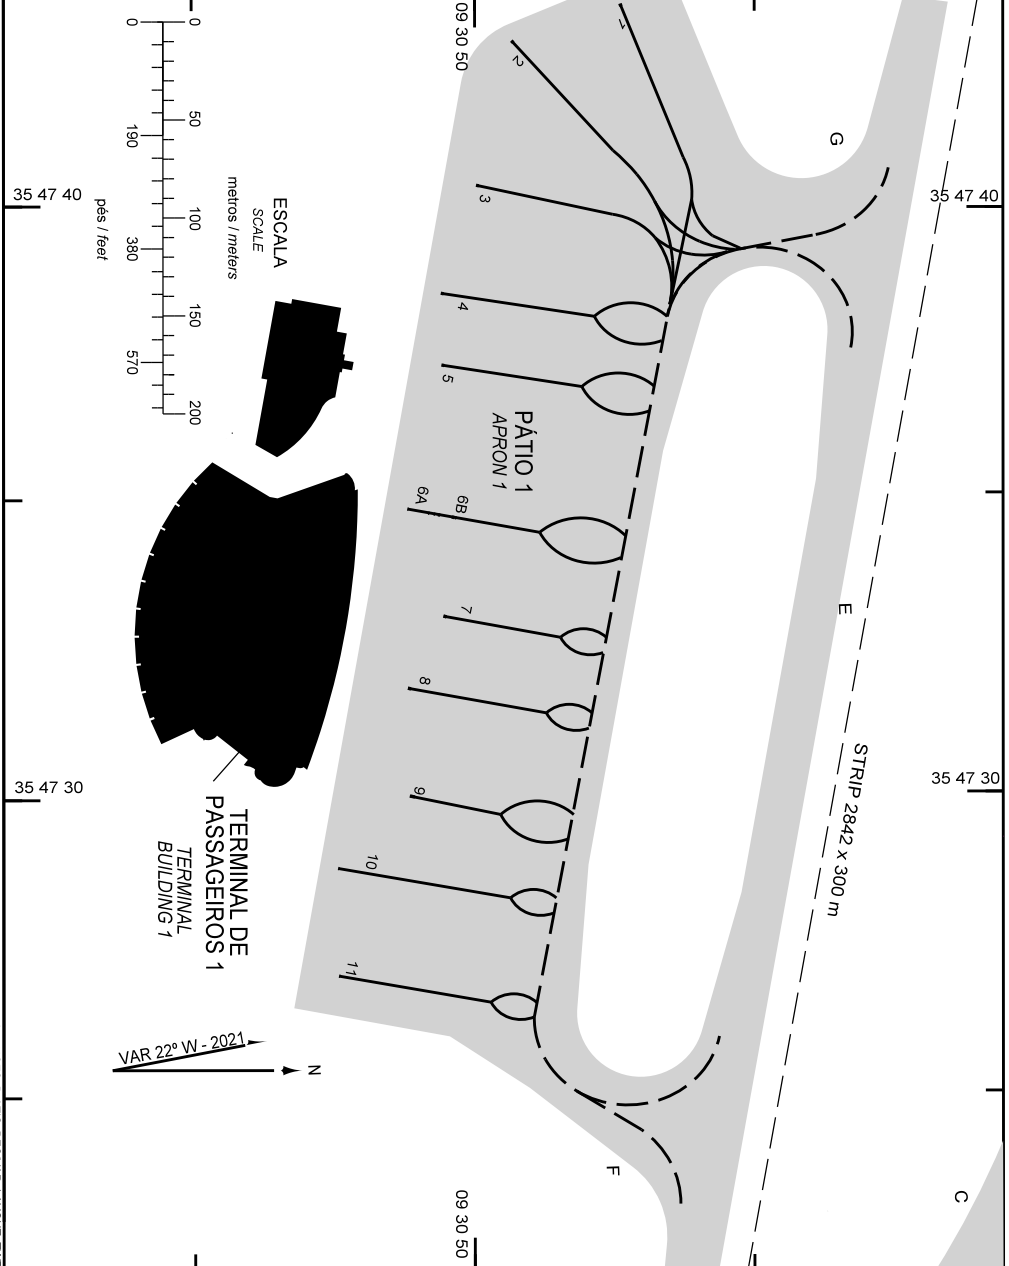 09 30 50
1
2
3
4
5
6A
6B
7
8
9
10
11
G
E
F
C
35 47 40
35 47 40
35 47 30
35 47 30
0
50
100
150
200
metros / meters
0
190
380
570
pés / feet
ESCALA
SCALE
PÁTIO 1
APRON 1
STRIP 2842 x 300 m
TERMINAL DE
PASSAGEIROS 1
TERMINAL
BUILDING 1
VAR 22º W - 2021
N
09 30 50